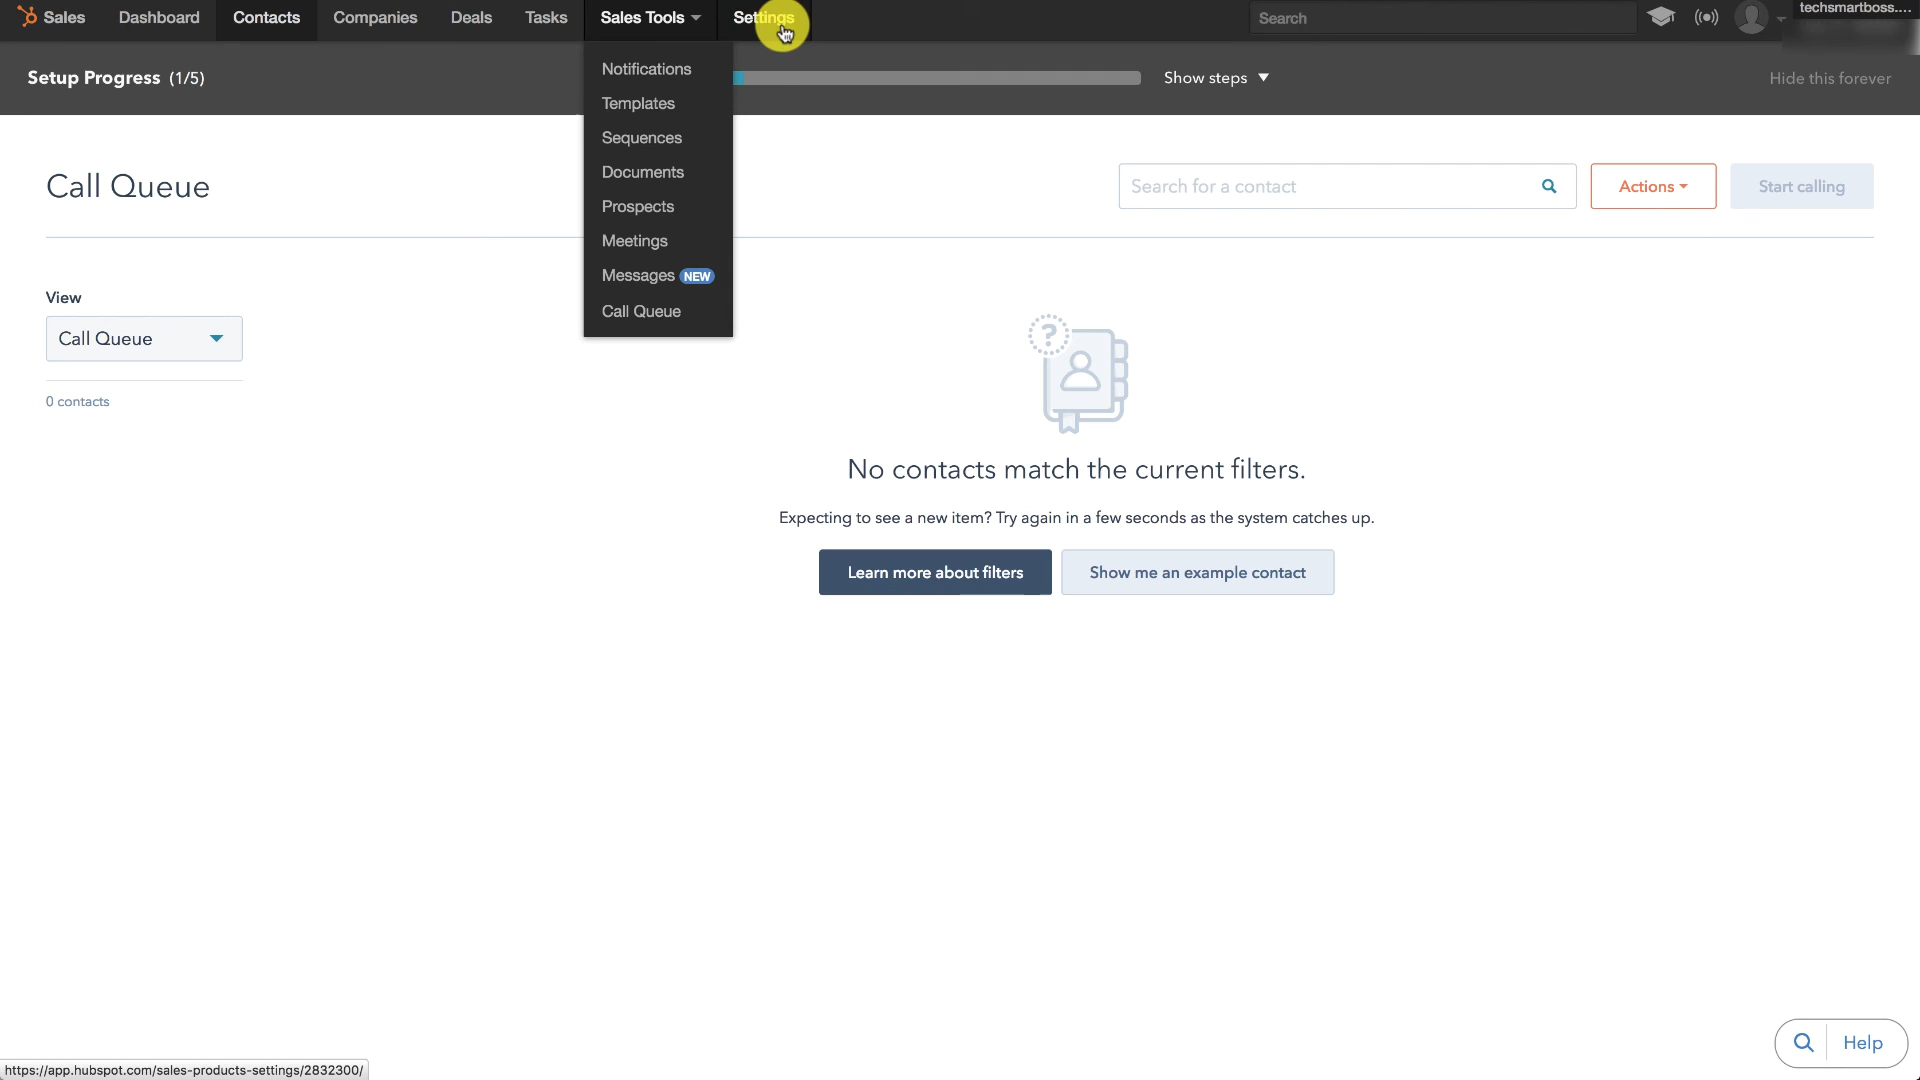 Sales Dashboard Contacts Companies Deals Tasks Sales Tools Settings Search techsmartboss....
Setup Progress (1/5) Show steps Hide this forever
Notifications
Templates
Sequences
Documents
Prospects
Meetings
Messages NEW
Call Queue
Call Queue Search for a contact Actions Start calling
View
Call Queue
0 contacts
?
No contacts match the current filters.
Expecting to see a new item? Try again in a few seconds as the system catches up.
Learn more about filters Show me an example contact
Help
https://app.hubspot.com/sales-products-settings/2832300/